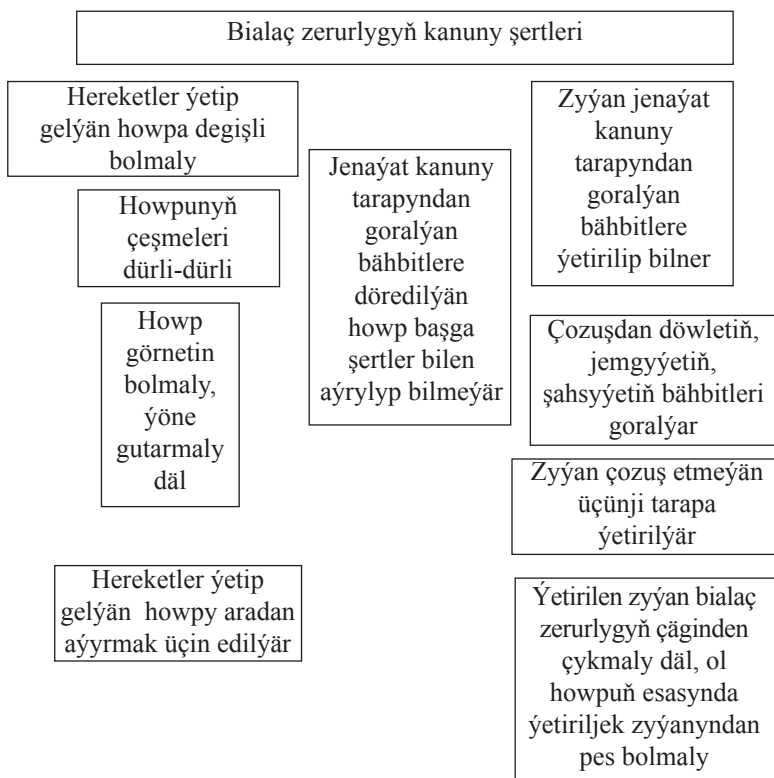 Bialaç zerurlygyň kanuny şertleri
Hereketler ýetip
gelýän howpa degişli
bolmaly
Howpunyň
çeşmeleri
dürli-dürli
Howp
görnetin
bolmaly,
ýöne
gutarmaly
däl
Hereketler ýetip
gelýän howpy aradan
aýyrmak üçin edilýär
Jenaýat kanuny
tarapyndan
goralýan
bähbitlere
döredilýän
howp başga
şertler bilen
aýrylyp bilmeýär
Zyýan jenaýat
kanuny
tarapyndan
goralýan
bähbitlere
ýetirilip bilner
Çozuşdan döwletiň,
jemgyýetiň,
şahsyýetiň bähbitleri
goralýar
Zyýan çozuş etmeýän
üçünji tarapa
ýetirilýär
Ýetirilen zyýan bialaç
zerurlygyň çäginden
çykmaly däl, ol
howpuň esasynda
ýetiriljek zyýanyndan
pes bolmaly